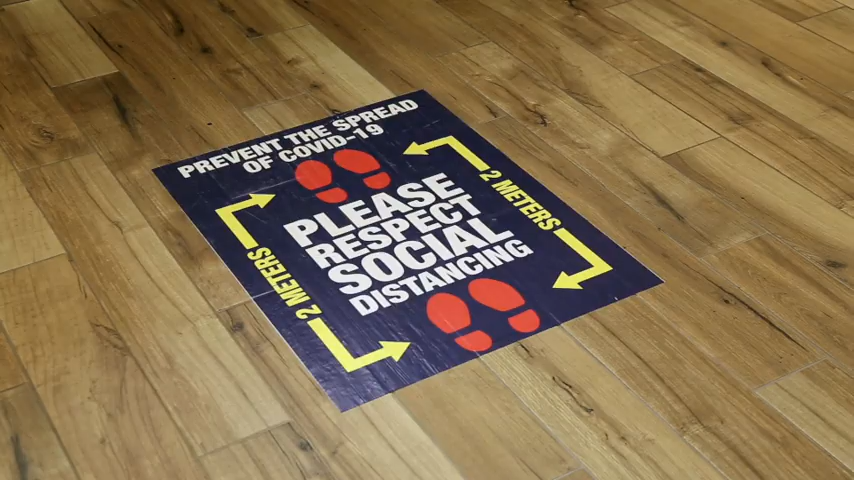 PREVENT THE SPREAD
OF COVID-19
2 METERS
PLEASE
RESPECT
SOCIAL
DISTANCING
2 METERS